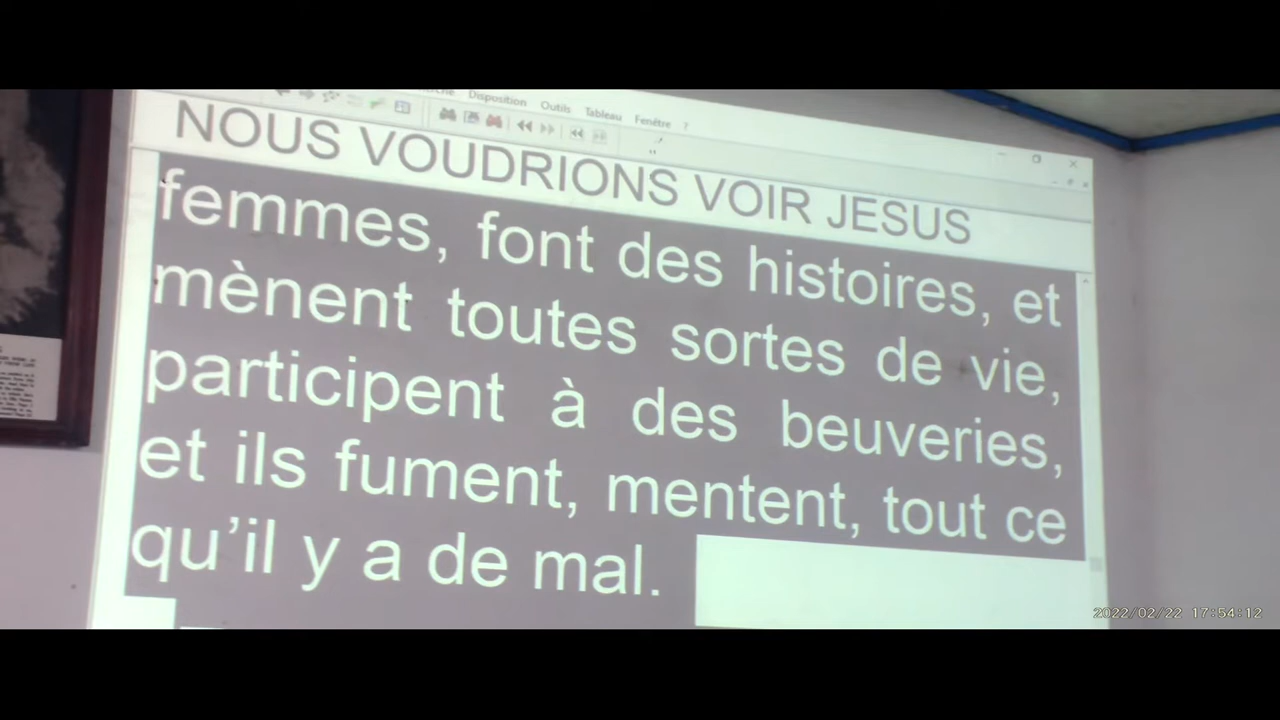 Disposition Outils Tableau Fenêtre ?
NOUS VOUDRIONS VOIR JESUS
femmes, font des histoires, et
mènent toutes sortes de vie,
participent à des beuveries,
et ils fument, mentent, tout ce
qu’il y a de mal.
2022/02/22 17:54:12